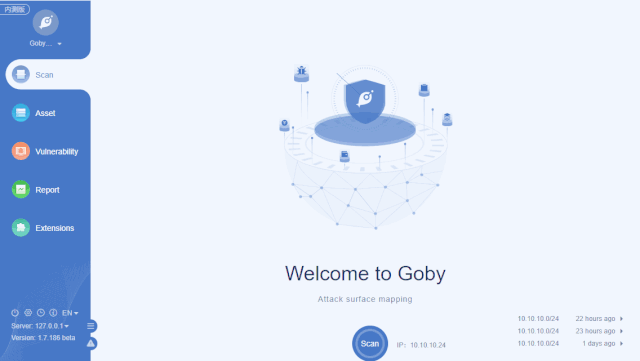 内测版
Goby...
Scan
Asset
Vulnerability
Report
Extensions
EN
Server: 127.0.0.1
Version: 1.7.186 beta
Welcome to Goby
Attack surface mapping
Scan
IP: 10.10.10.24
10.10.10.0/24 22 hours ago
10.10.10.0/24 23 hours ago
10.10.10.0/24 1 days ago